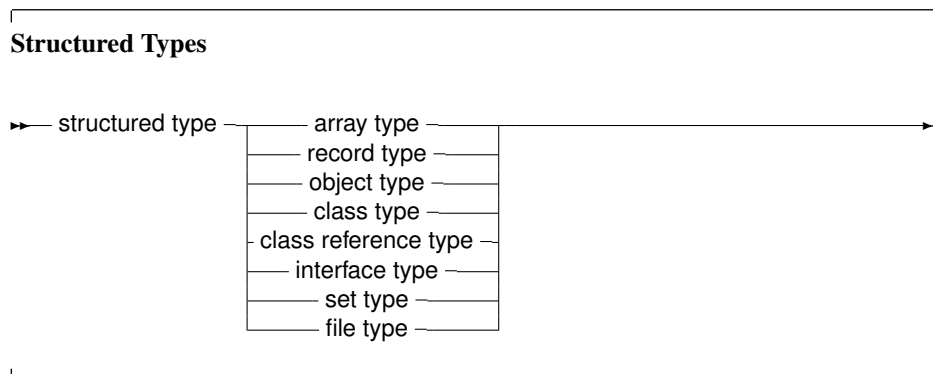 Structured Types
structured type array type
record type
object type
class type
class reference type
interface type
set type
file type